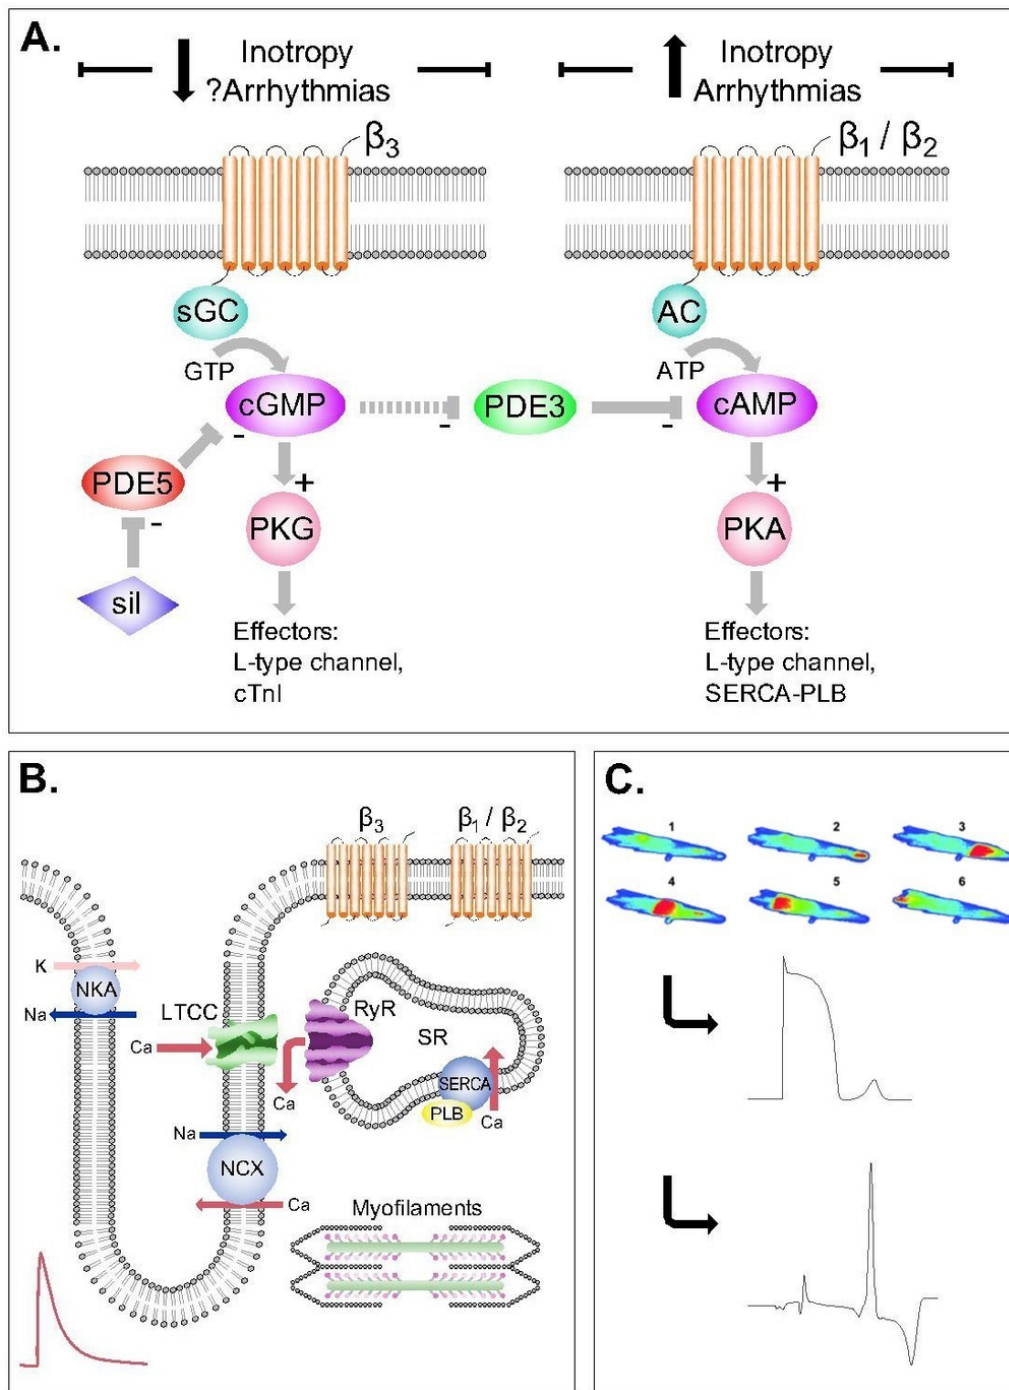 A.
Inotropy
?Arrhythmias
Inotropy
Arrhythmias
β3
β1 / β2
sGC
AC
GTP
ATP
cGMP
-
PDE3
-
cAMP
-
PDE5
-
+
+
PKG
PKA
sil
Effectors:
L-type channel,
cTnI
Effectors:
L-type channel,
SERCA-PLB
B.
β3
β1 / β2
K
NKA
Na
LTCC
RyR
SR
Ca
Ca
SERCA
PLB
Ca
Na
NCX
Ca
Myofilaments
C.
1
2
3
4
5
6